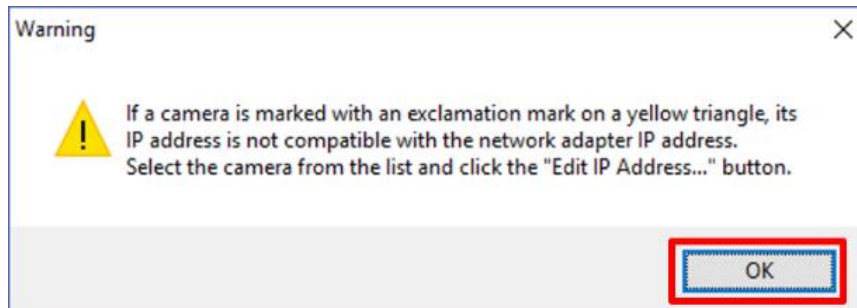 Warning
If a camera is marked with an exclamation mark on a yellow triangle, its
IP address is not compatible with the network adapter IP address.
Select the camera from the list and click the "Edit IP Address..." button.
OK